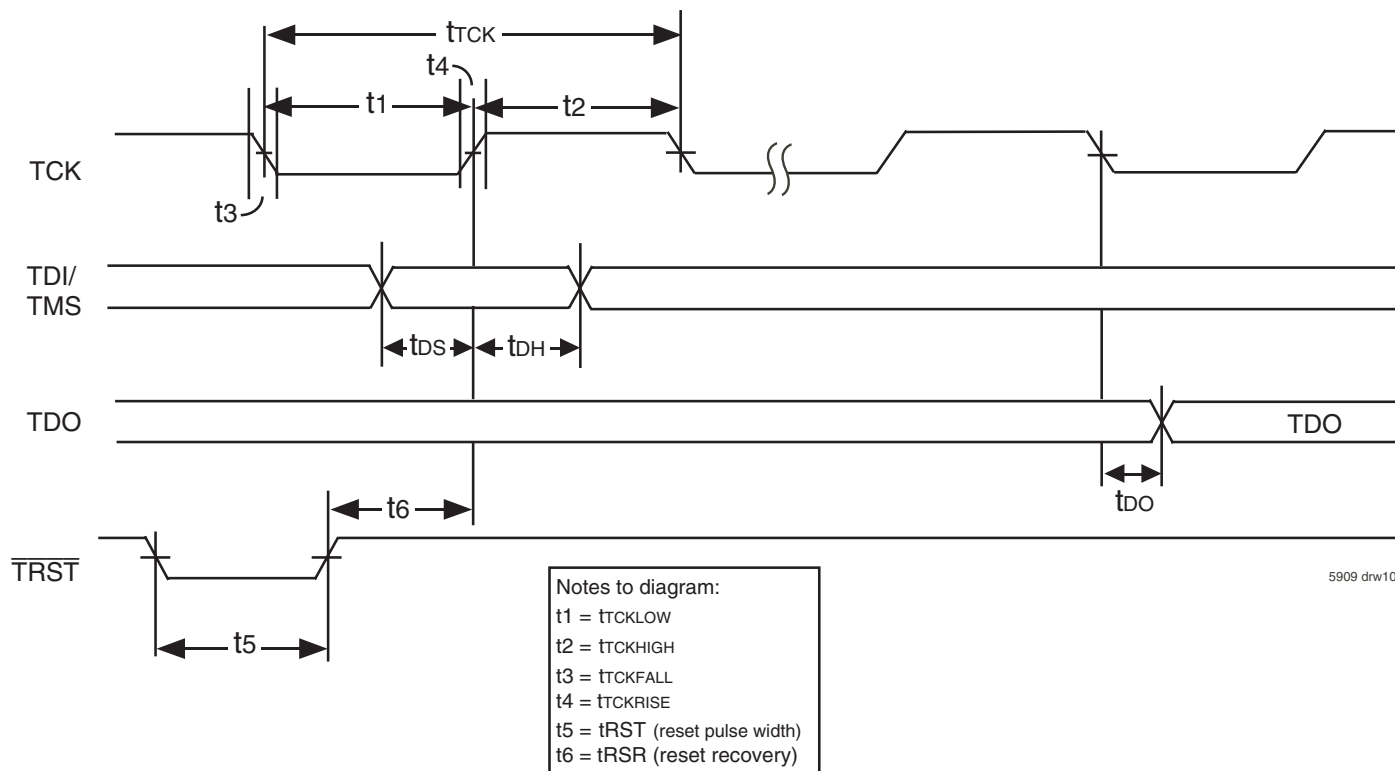 tTCK
t4
t1
t2
TCK
t3
TDI/
TMS
tDS
tDH
TDO
TDO
tDO
t6
TRST
5909 drw10
t5
Notes to diagram:
t1 = tTCKLOW
t2 = tTCKHIGH
t3 = tTCKFALL
t4 = tTCKRISE
t5 = tRST (reset pulse width)
t6 = tRSR (reset recovery)